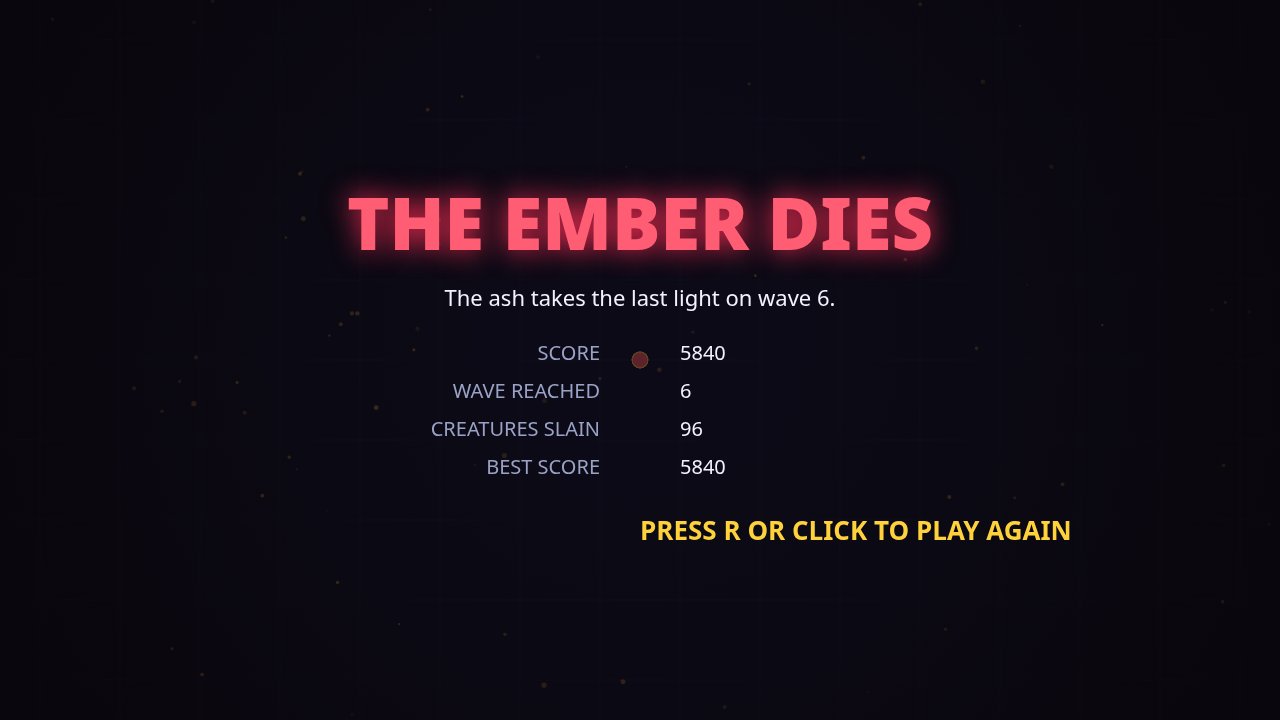 THE EMBER DIES
The ash takes the last light on wave 6.
SCORE 5840
WAVE REACHED 6
CREATURES SLAIN 96
BEST SCORE 5840
PRESS R OR CLICK TO PLAY AGAIN